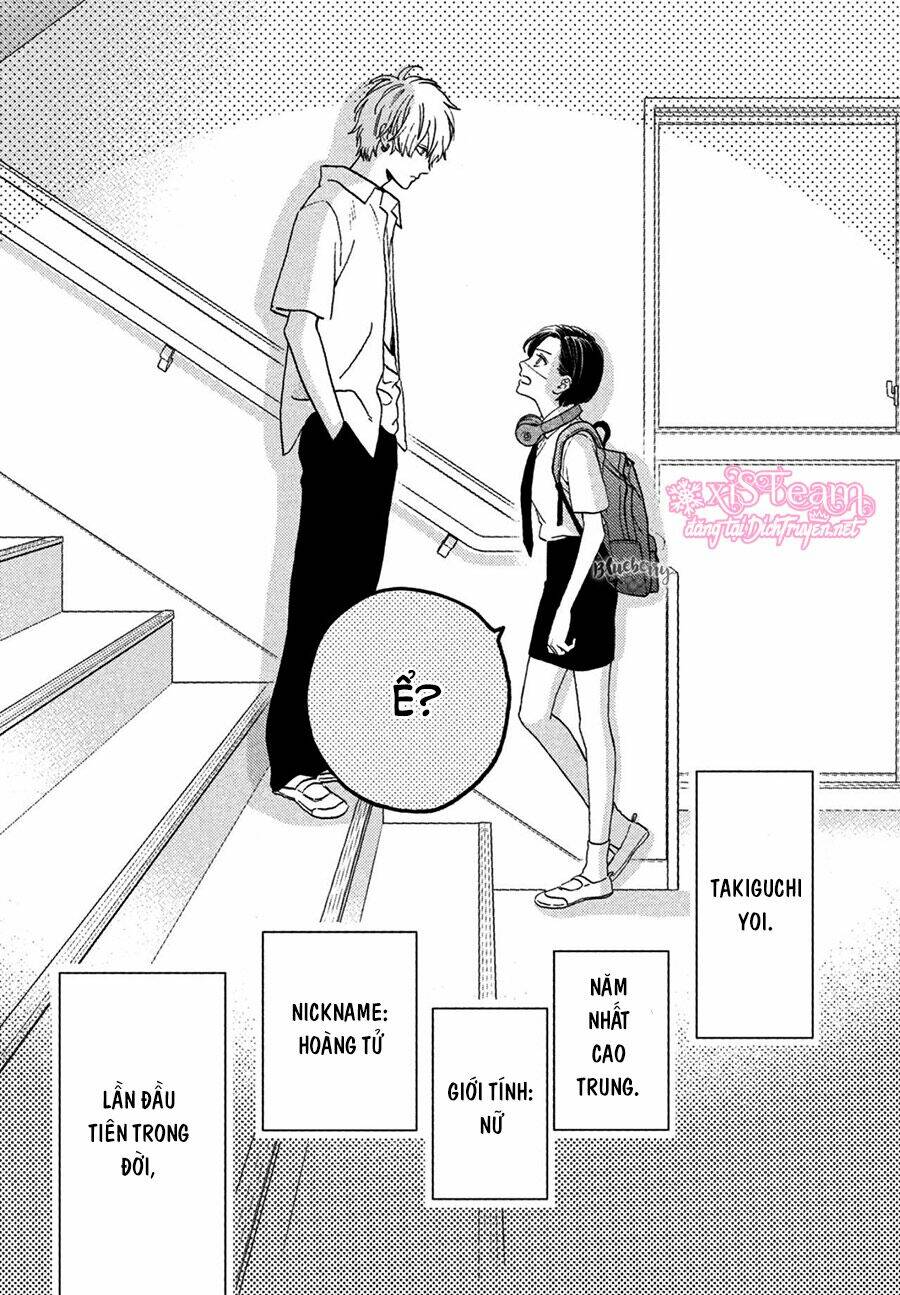 xisTeam
đăng tại DichTruyen.net
Blueberry
Ể?
TAKIGUCHI
YOI.
NĂM
NHẤT
CAO
TRUNG.
GIỚI TÍNH:
NỮ
NICKNAME:
HOÀNG TỬ
LẦN ĐẦU
TIÊN TRONG
ĐỜI,